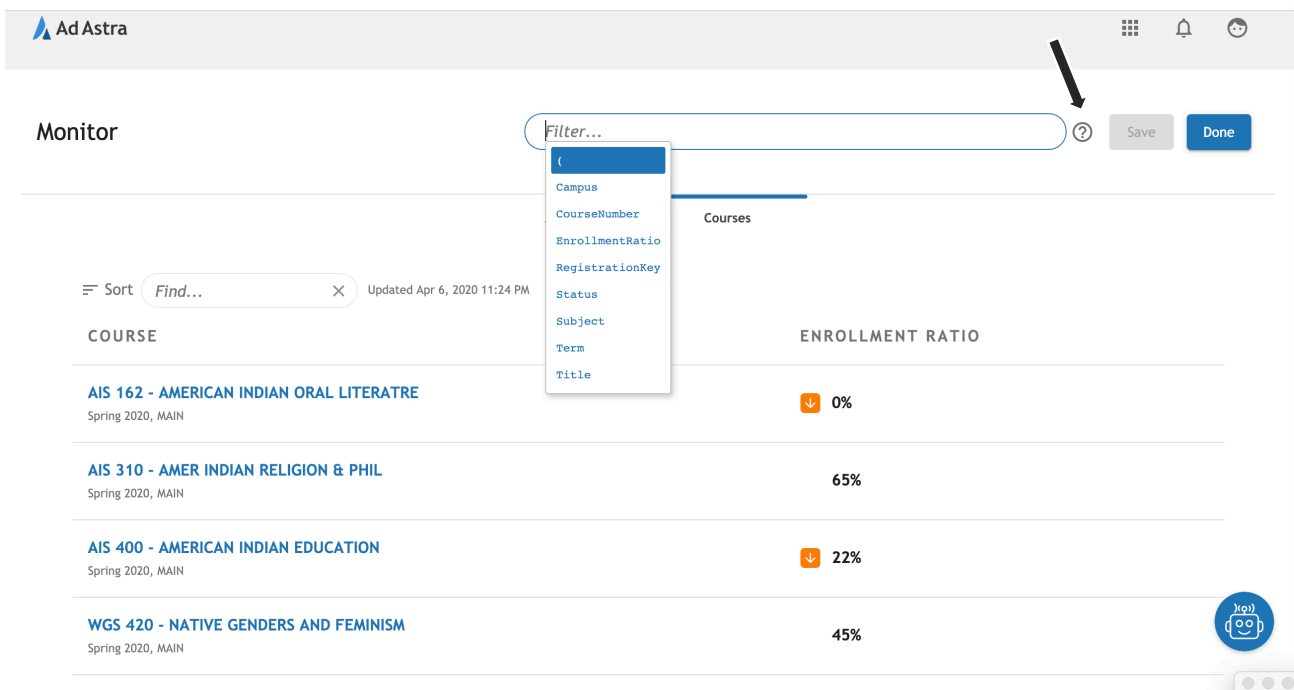 Ad Astra
Monitor
Filter...
?
Save
Done
(
Campus
CourseNumber
EnrollmentRatio
RegistrationKey
Status
Subject
Term
Title
Courses
Sort
Find...
Updated Apr 6, 2020 11:24 PM
COURSE
ENROLLMENT RATIO
AIS 162 - AMERICAN INDIAN ORAL LITERATRE
Spring 2020, MAIN
0%
AIS 310 - AMER INDIAN RELIGION & PHIL
Spring 2020, MAIN
65%
AIS 400 - AMERICAN INDIAN EDUCATION
Spring 2020, MAIN
22%
WGS 420 - NATIVE GENDERS AND FEMINISM
Spring 2020, MAIN
45%